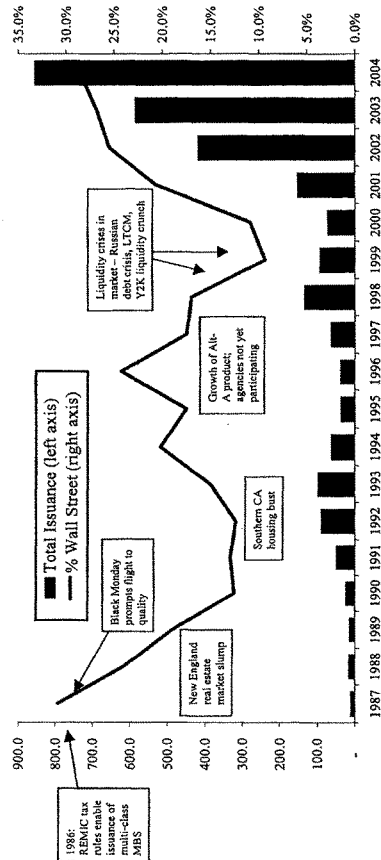 900.0
800.0
700.0
600.0
500.0
400.0
300.0
200.0
100.0
-
35.0%
30.0%
25.0%
20.0%
15.0%
10.0%
5.0%
0.0%
1986:
REMIC tax
rules enable
issuance of
multi-class
MBS
Total Issuance (left axis)
% Wall Street (right axis)
Black Monday
prompts flight to
quality
New England
real estate
market slump
Southern CA
housing bust
Growth of Alt-
A product;
agencies not yet
participating
Liquidity crises in
market – Russian
debt crisis, LTCM,
Y2K liquidity crunch
1987 1988 1989 1990 1991 1992 1993 1994 1995 1996 1997 1998 1999 2000 2001 2002 2003 2004